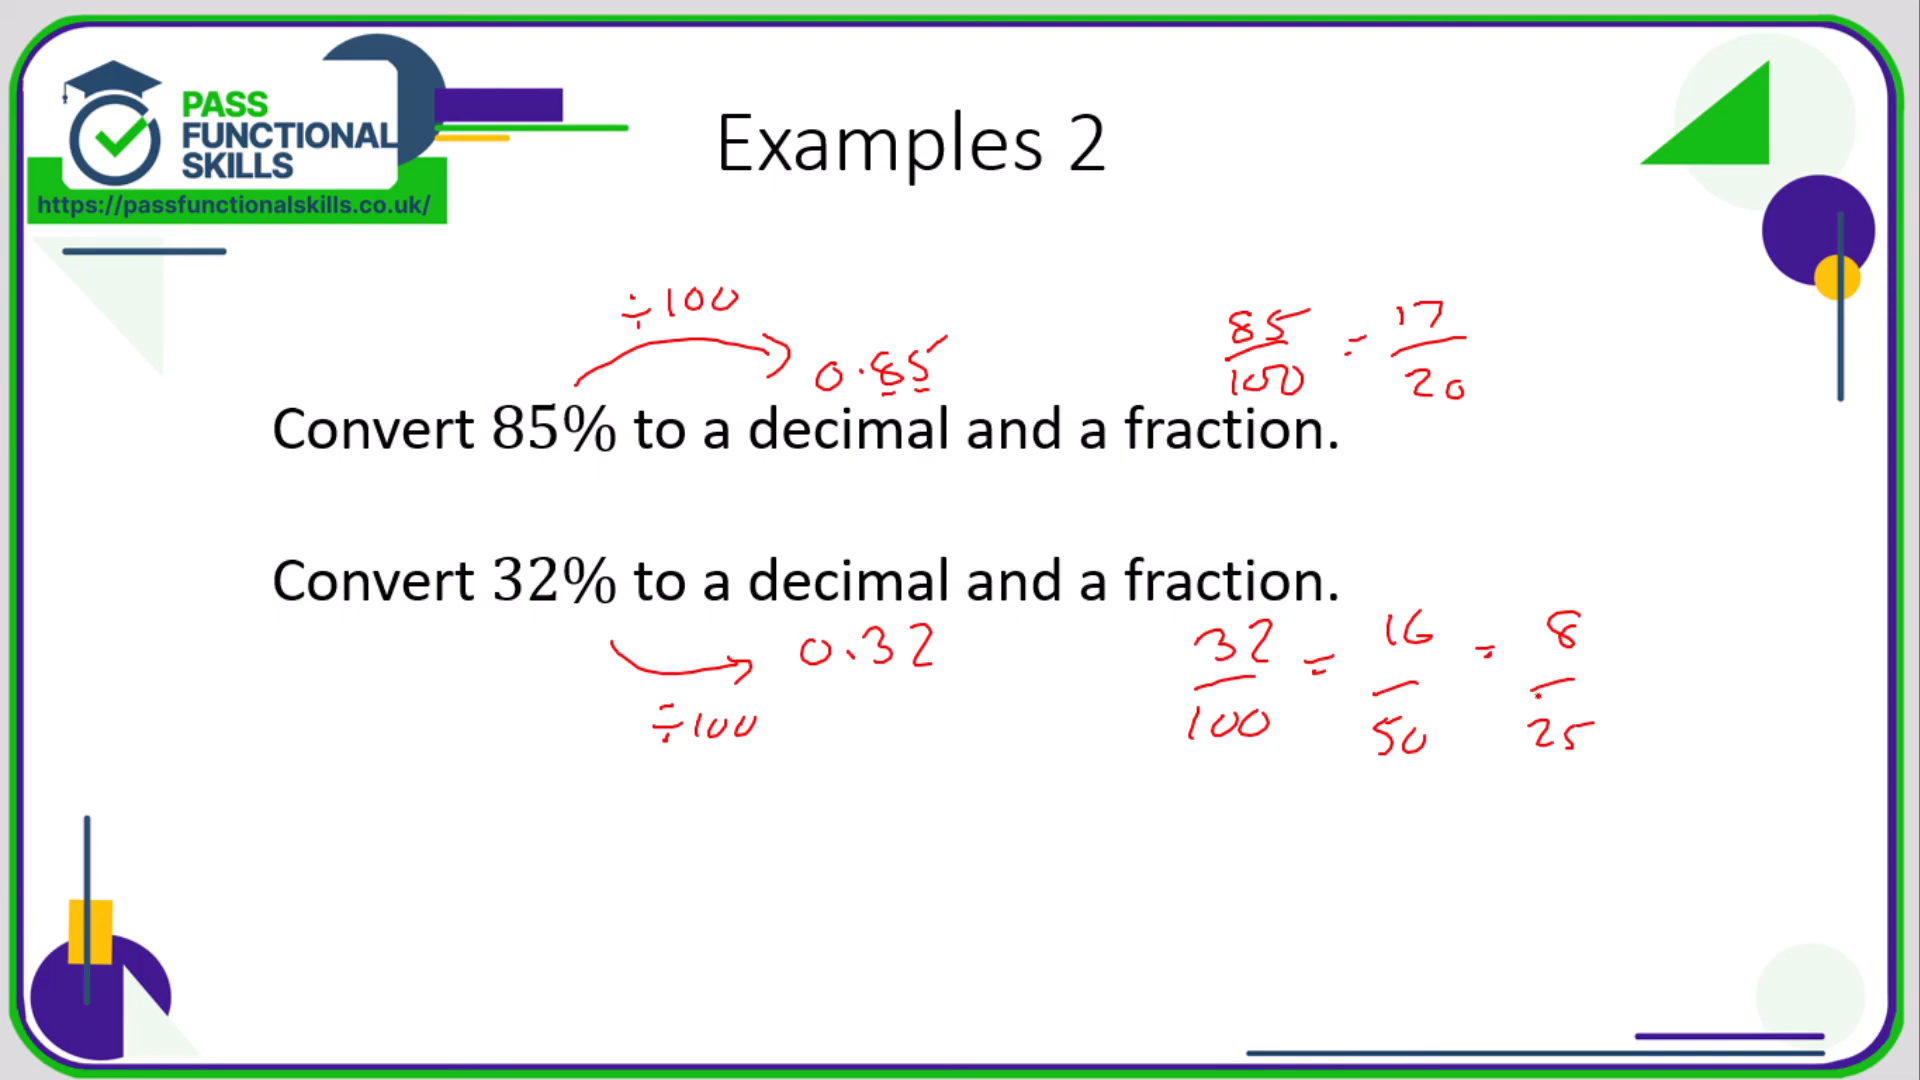 PASS
FUNCTIONAL
SKILLS
https://passfunctionalskills.co.uk/
Examples 2
÷100
0.85
85/100 = 17/20
Convert 85% to a decimal and a fraction.
Convert 32% to a decimal and a fraction.
0.32
÷100
32/100 = 16/50 = 8/25